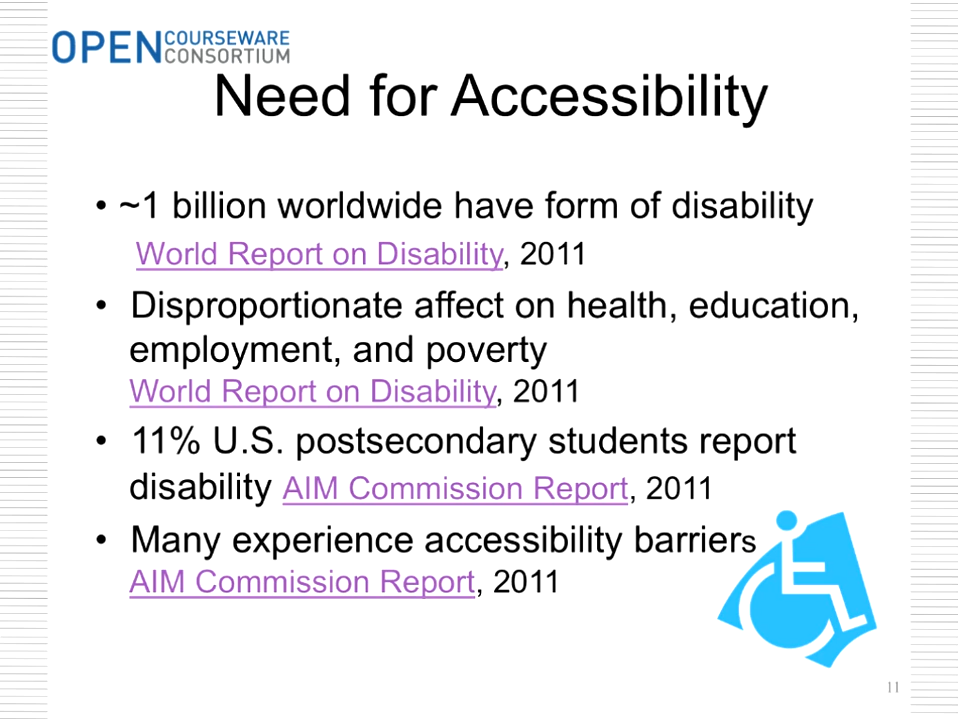 OPEN COURSEWARE CONSORTIUM
Need for Accessibility
• ~1 billion worldwide have form of disability
World Report on Disability, 2011
• Disproportionate affect on health, education,
employment, and poverty
World Report on Disability, 2011
• 11% U.S. postsecondary students report
disability AIM Commission Report, 2011
• Many experience accessibility barriers
AIM Commission Report, 2011
11